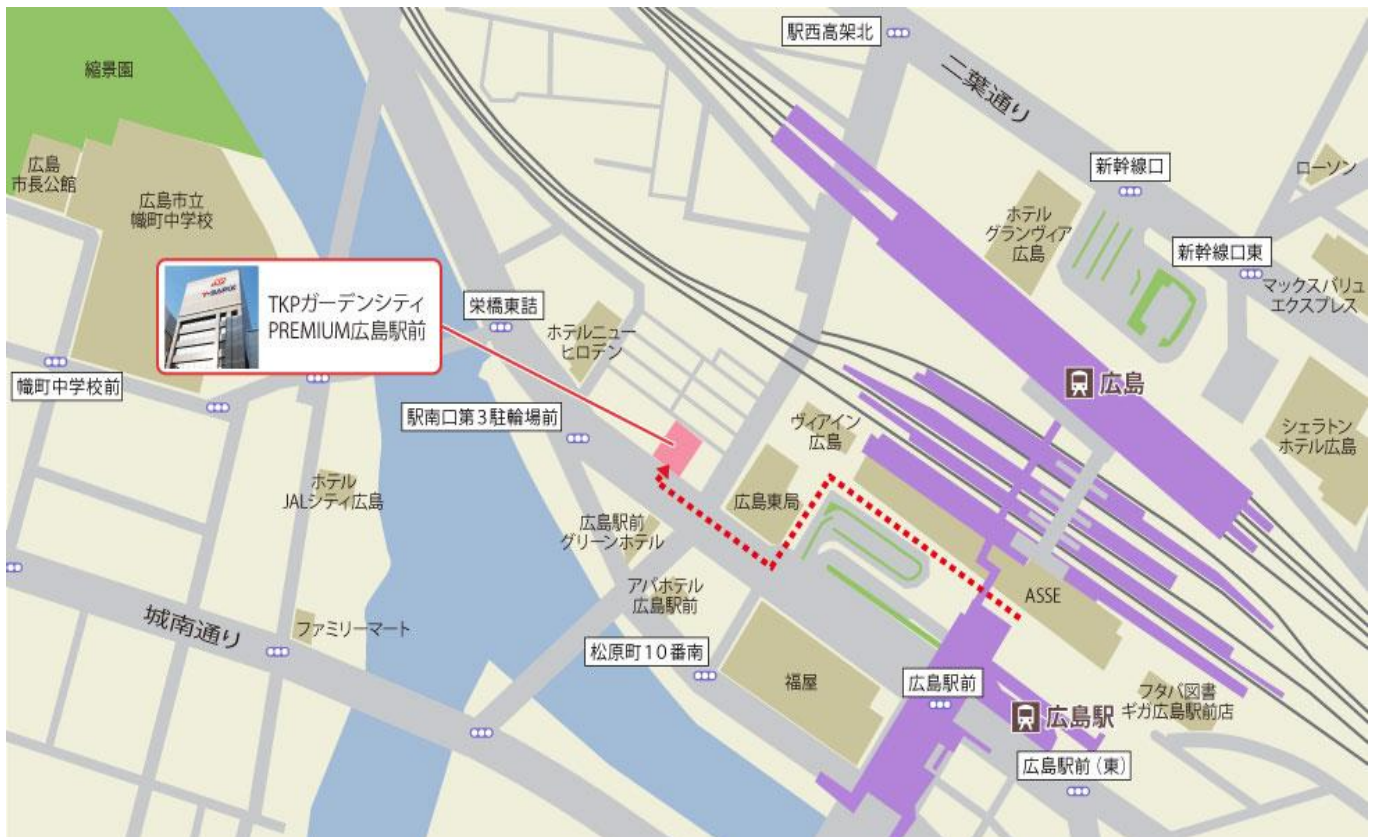 駅西高架北
二葉通り
縮景園
広島
市長公館
広島市立
幟町中学校
新幹線口
ローソン
ホテル
グランヴィア
広島
新幹線口東
マックスバリュ
エクスプレス
TKPガーデンシティ
PREMIUM広島駅前
栄橋東詰
ホテルニュー
ヒロデン
幟町中学校前
広島
駅南口第3駐輪場前
ヴィアイン
広島
シェラトン
ホテル広島
ホテル
JALシティ広島
広島東局
広島駅前
グリーンホテル
アパホテル
広島駅前
ASSE
城南通り
ファミリーマート
松原町10番南
福屋
広島駅前
フタバ図書
ギガ広島駅前店
広島駅
広島駅前(東)